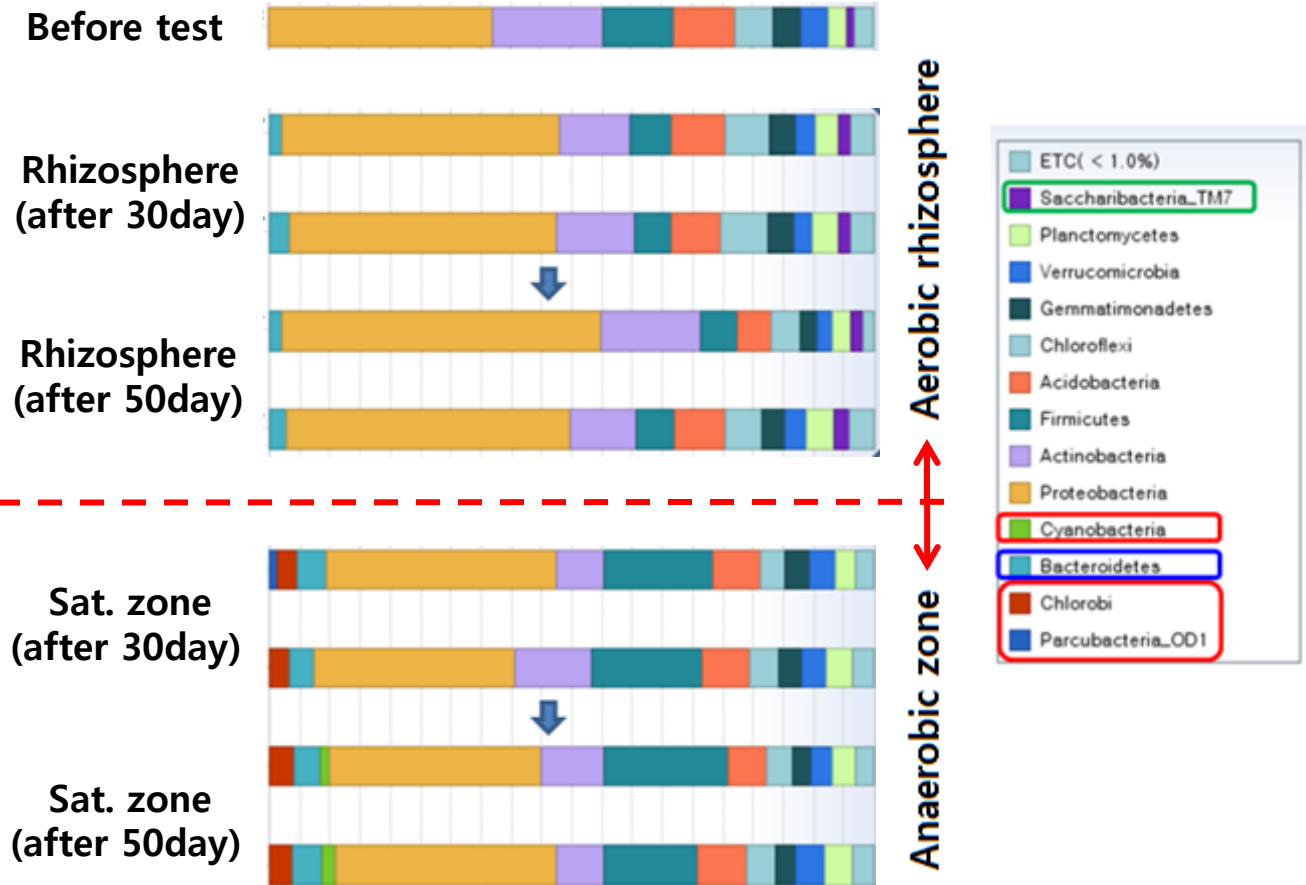 Before test
Rhizosphere
(after 30day)
Rhizosphere
(after 50day)
Aerobic rhizosphere
Sat. zone
(after 30day)
Sat. zone
(after 50day)
Anaerobic zone
ETC( < 1.0%)
Saccharibacteria_TM7
Planctomycetes
Verrucomicrobia
Gemmatimonadetes
Chloroflexi
Acidobacteria
Firmicutes
Actinobacteria
Proteobacteria
Cyanobacteria
Bacteroidetes
Chlorobi
Parcubacteria_OD1